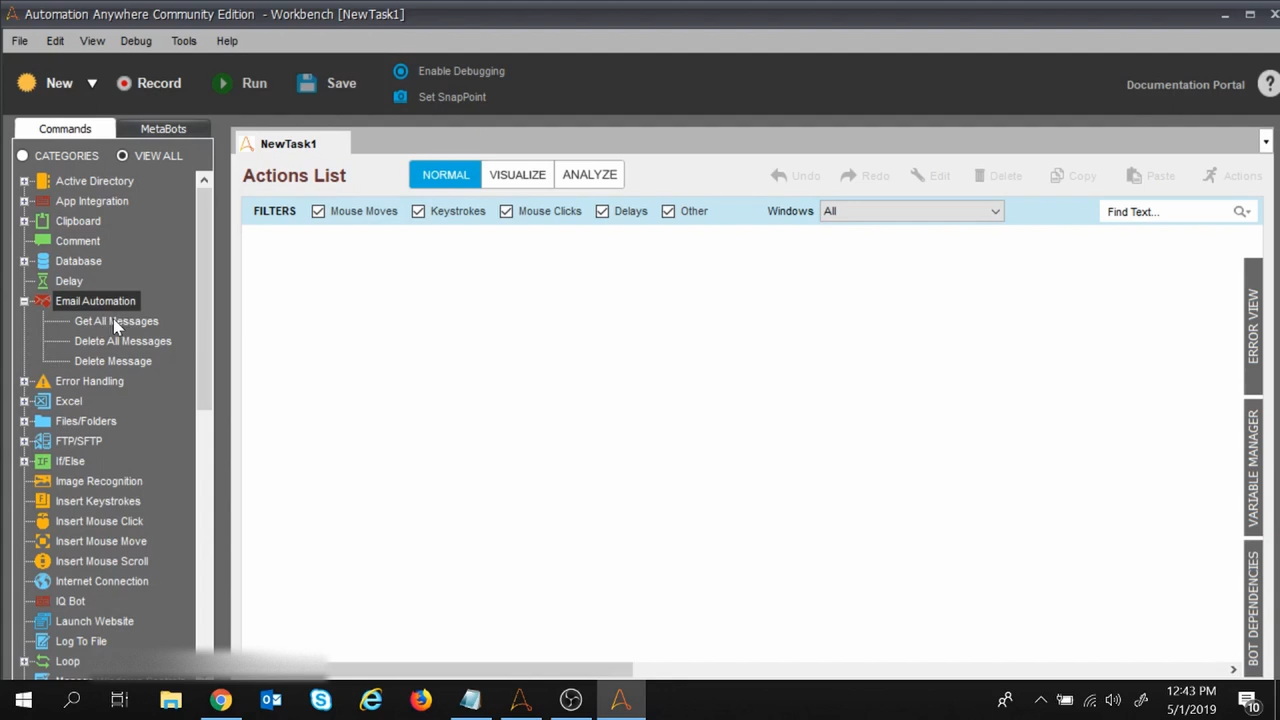 Automation Anywhere Community Edition - Workbench [NewTask1]
File Edit View Debug Tools Help
New Record Run Save
Enable Debugging
Set SnapPoint
Documentation Portal ?
Commands MetaBots
CATEGORIES VIEW ALL
Active Directory
App Integration
Clipboard
Comment
Database
Delay
Email Automation
Get All Messages
Delete All Messages
Delete Message
Error Handling
Excel
Files/Folders
FTP/SFTP
IF If/Else
Image Recognition
Insert Keystrokes
Insert Mouse Click
Insert Mouse Move
Insert Mouse Scroll
Internet Connection
IQ Bot
Launch Website
Log To File
Loop
NewTask1
Actions List NORMAL VISUALIZE ANALYZE Undo Redo Edit Delete Copy Paste Actions
FILTERS Mouse Moves Keystrokes Mouse Clicks Delays Other Windows All Find Text...
ERROR VIEW
VARIABLE MANAGER
BOT DEPENDENCIES
12:43 PM
5/1/2019
10